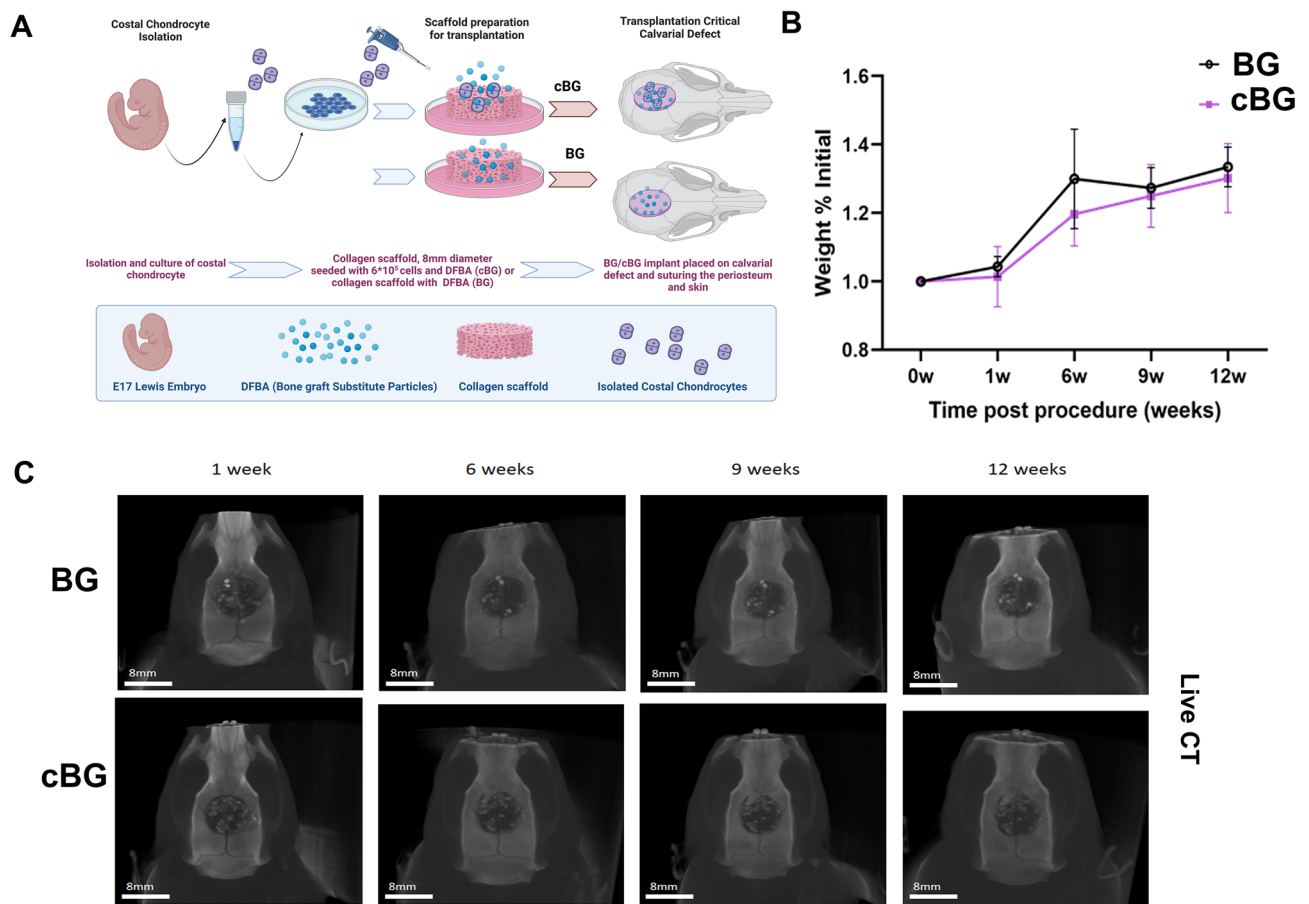 A
Costal Chondrocyte
Isolation
Scaffold preparation
for transplantation
Transplantation Critical
Calvarial Defect
cBG
BG
Isolation and culture of costal
chondrocyte
Collagen scaffold, 8mm diameter
seeded with 6*10⁵ cells and DFBA (cBG) or
collagen scaffold with DFBA (BG)
BG/cBG implant placed on calvarial
defect and suturing the periosteum
and skin
E17 Lewis Embryo
DFBA (Bone graft Substitute Particles)
Collagen scaffold
Isolated Costal Chondrocytes
B
BG
cBG
Weight % Initial
1.6
1.4
1.2
1.0
0.8
0w
1w
6w
9w
12w
Time post procedure (weeks)
C
1 week
6 weeks
9 weeks
12 weeks
BG
8mm
8mm
8mm
8mm
cBG
8mm
8mm
8mm
8mm
Live CT